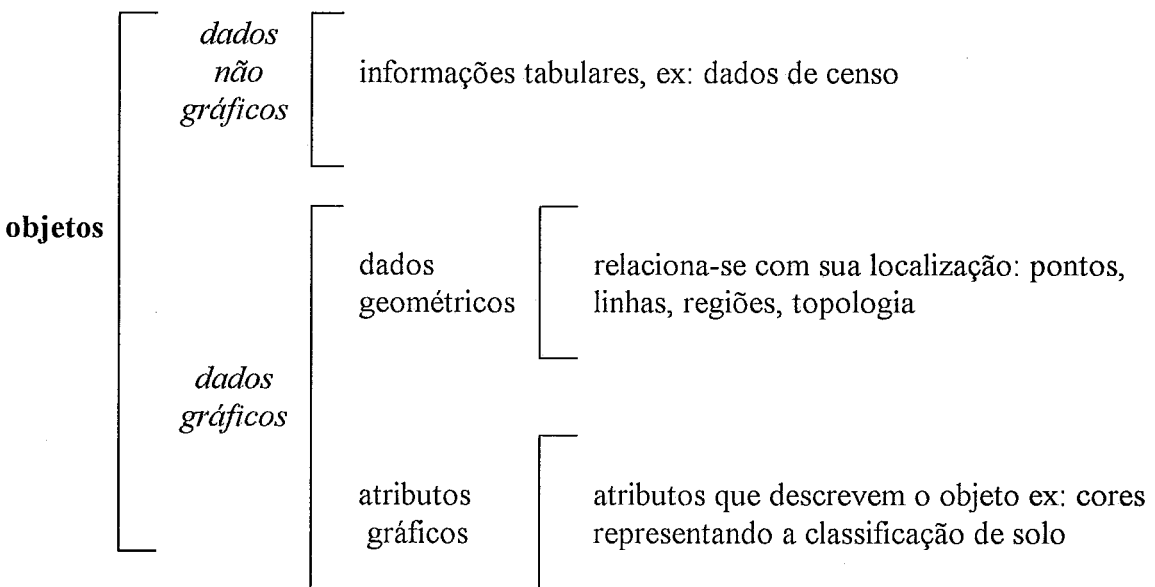 dados
não
gráficos
informações tabulares, ex: dados de censo
objetos
dados
gráficos
dados
geométricos
relaciona-se com sua localização: pontos,
linhas, regiões, topologia
atributos
gráficos
atributos que descrevem o objeto ex: cores
representando a classificação de solo